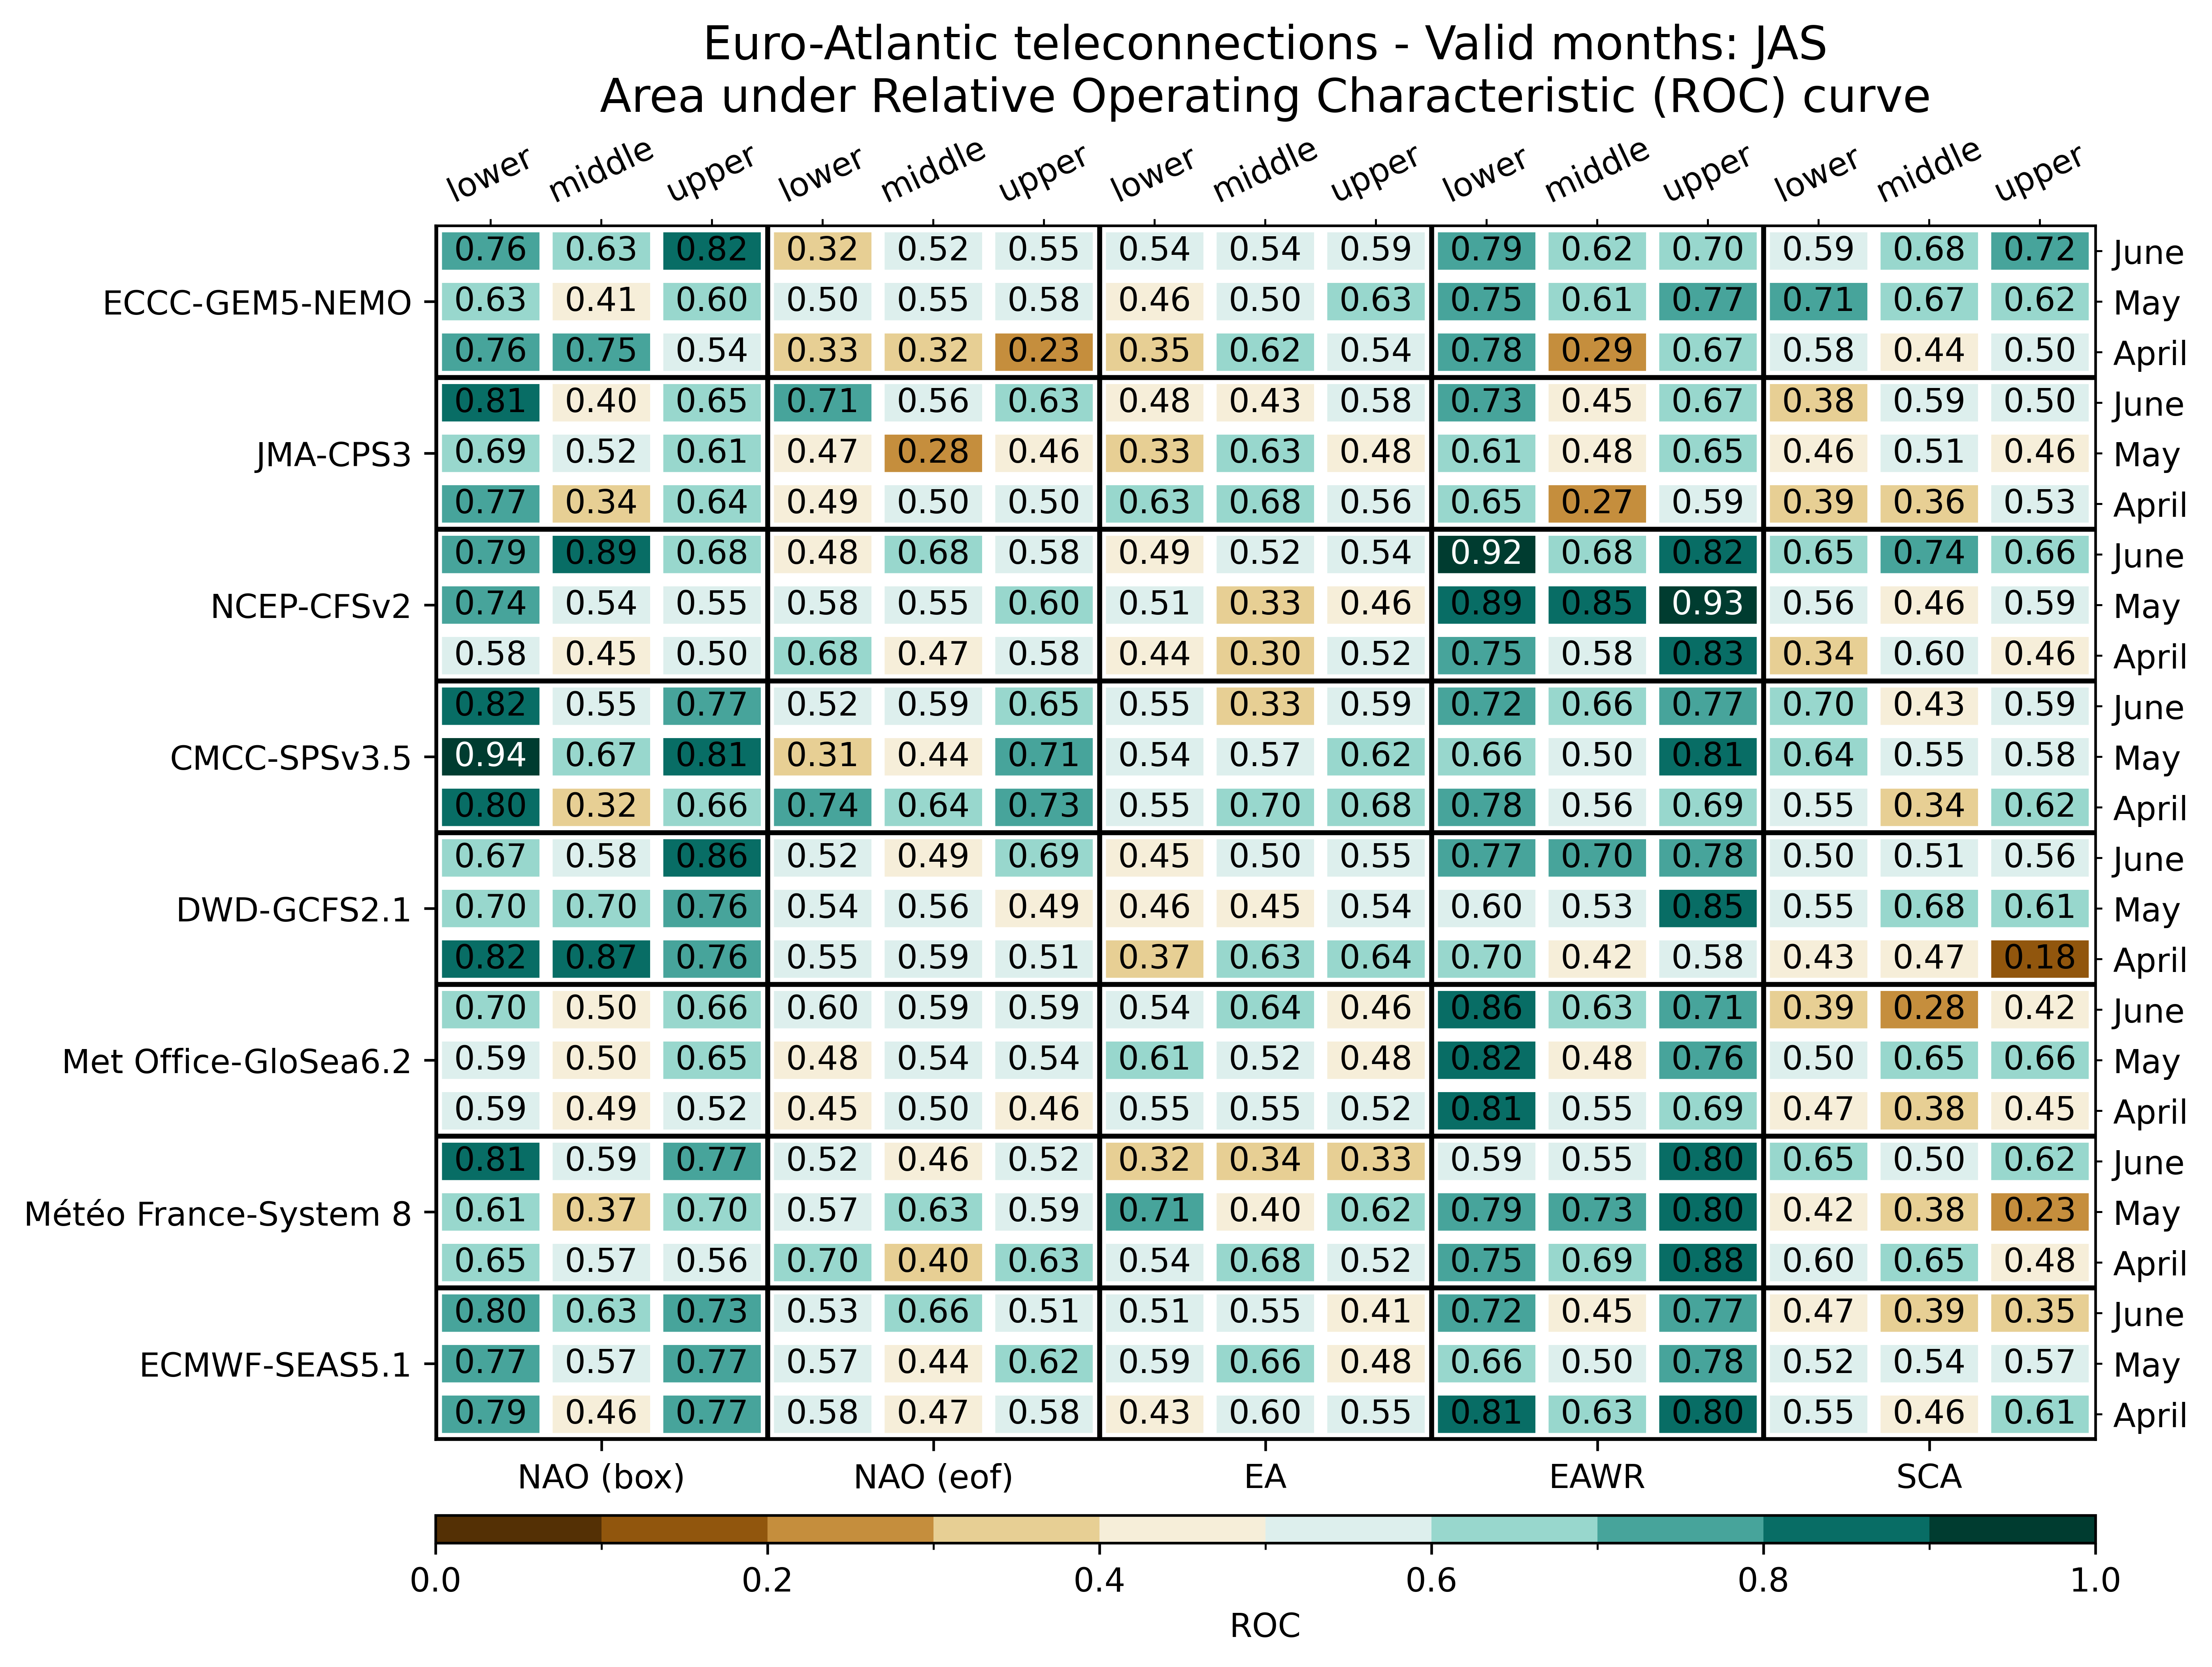 Euro-Atlantic teleconnections - Valid months: JAS
Area under Relative Operating Characteristic (ROC) curve
lower middle upper lower middle upper lower middle upper lower middle upper lower middle upper
0.76 0.63 0.82 0.32 0.52 0.55 0.54 0.54 0.59 0.79 0.62 0.70 0.59 0.68 0.72 June
ECCC-GEM5-NEMO 0.63 0.41 0.60 0.50 0.55 0.58 0.46 0.50 0.63 0.75 0.61 0.77 0.71 0.67 0.62 May
0.76 0.75 0.54 0.33 0.32 0.23 0.35 0.62 0.54 0.78 0.29 0.67 0.58 0.44 0.50 April
0.81 0.40 0.65 0.71 0.56 0.63 0.48 0.43 0.58 0.73 0.45 0.67 0.38 0.59 0.50 June
JMA-CPS3 0.69 0.52 0.61 0.47 0.28 0.46 0.33 0.63 0.48 0.61 0.48 0.65 0.46 0.51 0.46 May
0.77 0.34 0.64 0.49 0.50 0.50 0.63 0.68 0.56 0.65 0.27 0.59 0.39 0.36 0.53 April
0.79 0.89 0.68 0.48 0.68 0.58 0.49 0.52 0.54 0.92 0.68 0.82 0.65 0.74 0.66 June
NCEP-CFSv2 0.74 0.54 0.55 0.58 0.55 0.60 0.51 0.33 0.46 0.89 0.85 0.93 0.56 0.46 0.59 May
0.58 0.45 0.50 0.68 0.47 0.58 0.44 0.30 0.52 0.75 0.58 0.83 0.34 0.60 0.46 April
0.82 0.55 0.77 0.52 0.59 0.65 0.55 0.33 0.59 0.72 0.66 0.77 0.70 0.43 0.59 June
CMCC-SPSv3.5 0.94 0.67 0.81 0.31 0.44 0.71 0.54 0.57 0.62 0.66 0.50 0.81 0.64 0.55 0.58 May
0.80 0.32 0.66 0.74 0.64 0.73 0.55 0.70 0.68 0.78 0.56 0.69 0.55 0.34 0.62 April
0.67 0.58 0.86 0.52 0.49 0.69 0.45 0.50 0.55 0.77 0.70 0.78 0.50 0.51 0.56 June
DWD-GCFS2.1 0.70 0.70 0.76 0.54 0.56 0.49 0.46 0.45 0.54 0.60 0.53 0.85 0.55 0.68 0.61 May
0.82 0.87 0.76 0.55 0.59 0.51 0.37 0.63 0.64 0.70 0.42 0.58 0.43 0.47 0.18 April
0.70 0.50 0.66 0.60 0.59 0.59 0.54 0.64 0.46 0.86 0.63 0.71 0.39 0.28 0.42 June
Met Office-GloSea6.2 0.59 0.50 0.65 0.48 0.54 0.54 0.61 0.52 0.48 0.82 0.48 0.76 0.50 0.65 0.66 May
0.59 0.49 0.52 0.45 0.50 0.46 0.55 0.55 0.52 0.81 0.55 0.69 0.47 0.38 0.45 April
0.81 0.59 0.77 0.52 0.46 0.52 0.32 0.34 0.33 0.59 0.55 0.80 0.65 0.50 0.62 June
Météo France-System 8 0.61 0.37 0.70 0.57 0.63 0.59 0.71 0.40 0.62 0.79 0.73 0.80 0.42 0.38 0.23 May
0.65 0.57 0.56 0.70 0.40 0.63 0.54 0.68 0.52 0.75 0.69 0.88 0.60 0.65 0.48 April
0.80 0.63 0.73 0.53 0.66 0.51 0.51 0.55 0.41 0.72 0.45 0.77 0.47 0.39 0.35 June
ECMWF-SEAS5.1 0.77 0.57 0.77 0.57 0.44 0.62 0.59 0.66 0.48 0.66 0.50 0.78 0.52 0.54 0.57 May
0.79 0.46 0.77 0.58 0.47 0.58 0.43 0.60 0.55 0.81 0.63 0.80 0.55 0.46 0.61 April
NAO (box) NAO (eof) EA EAWR SCA
0.0 0.2 0.4 0.6 0.8 1.0
ROC